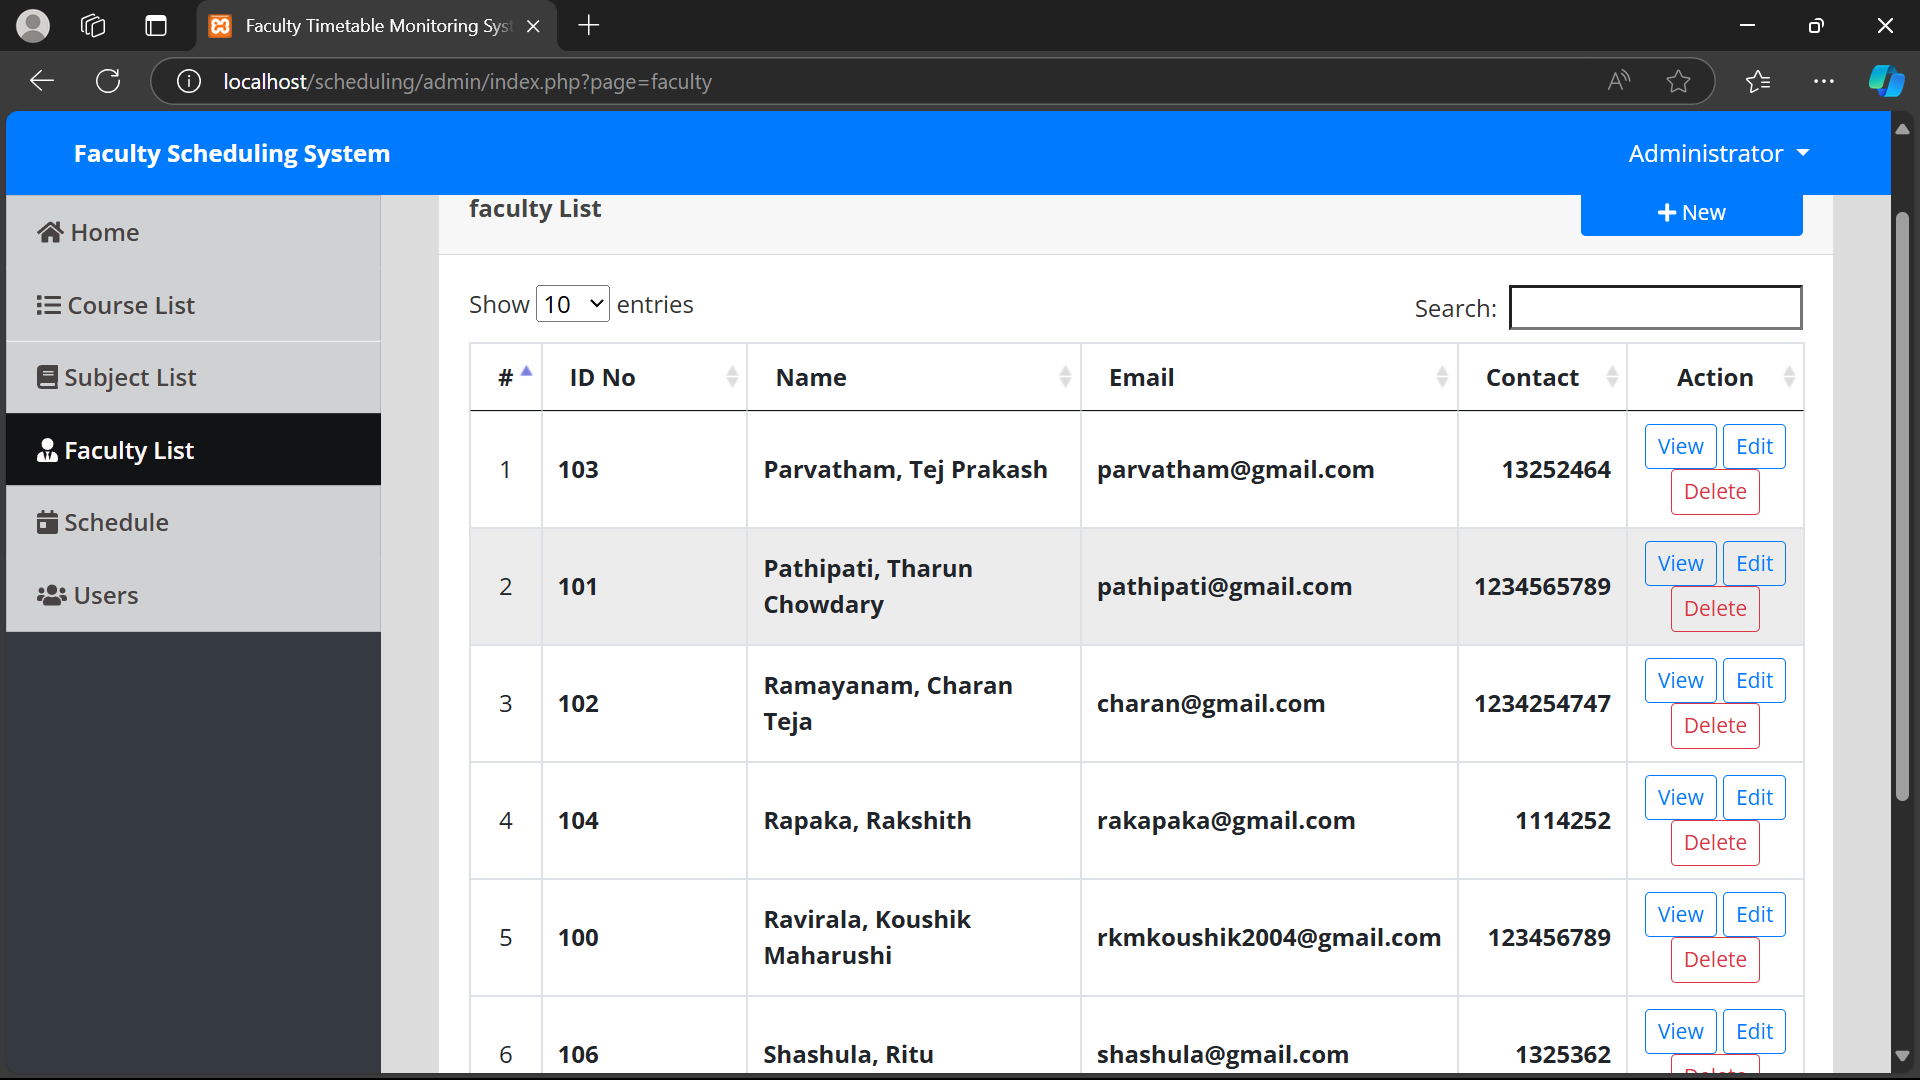 Faculty Timetable Monitoring Sys
localhost/scheduling/admin/index.php?page=faculty
Faculty Scheduling System
Administrator
Home
Course List
Subject List
Faculty List
Schedule
Users
faculty List
New
Show 10 entries
Search:
# ID No Name Email Contact Action
1 103 Parvatham, Tej Prakash parvatham@gmail.com 13252464 View Edit
Delete
2 101 Pathipati, Tharun pathipati@gmail.com 1234565789 View Edit
Chowdary Delete
3 102 Ramayanam, Charan charan@gmail.com 1234254747 View Edit
Teja Delete
4 104 Rapaka, Rakshith rakapaka@gmail.com 1114252 View Edit
Delete
5 100 Ravirala, Koushik rkmkoushik2004@gmail.com 123456789 View Edit
Maharushi Delete
6 106 Shashula, Ritu shashula@gmail.com 1325362 View Edit